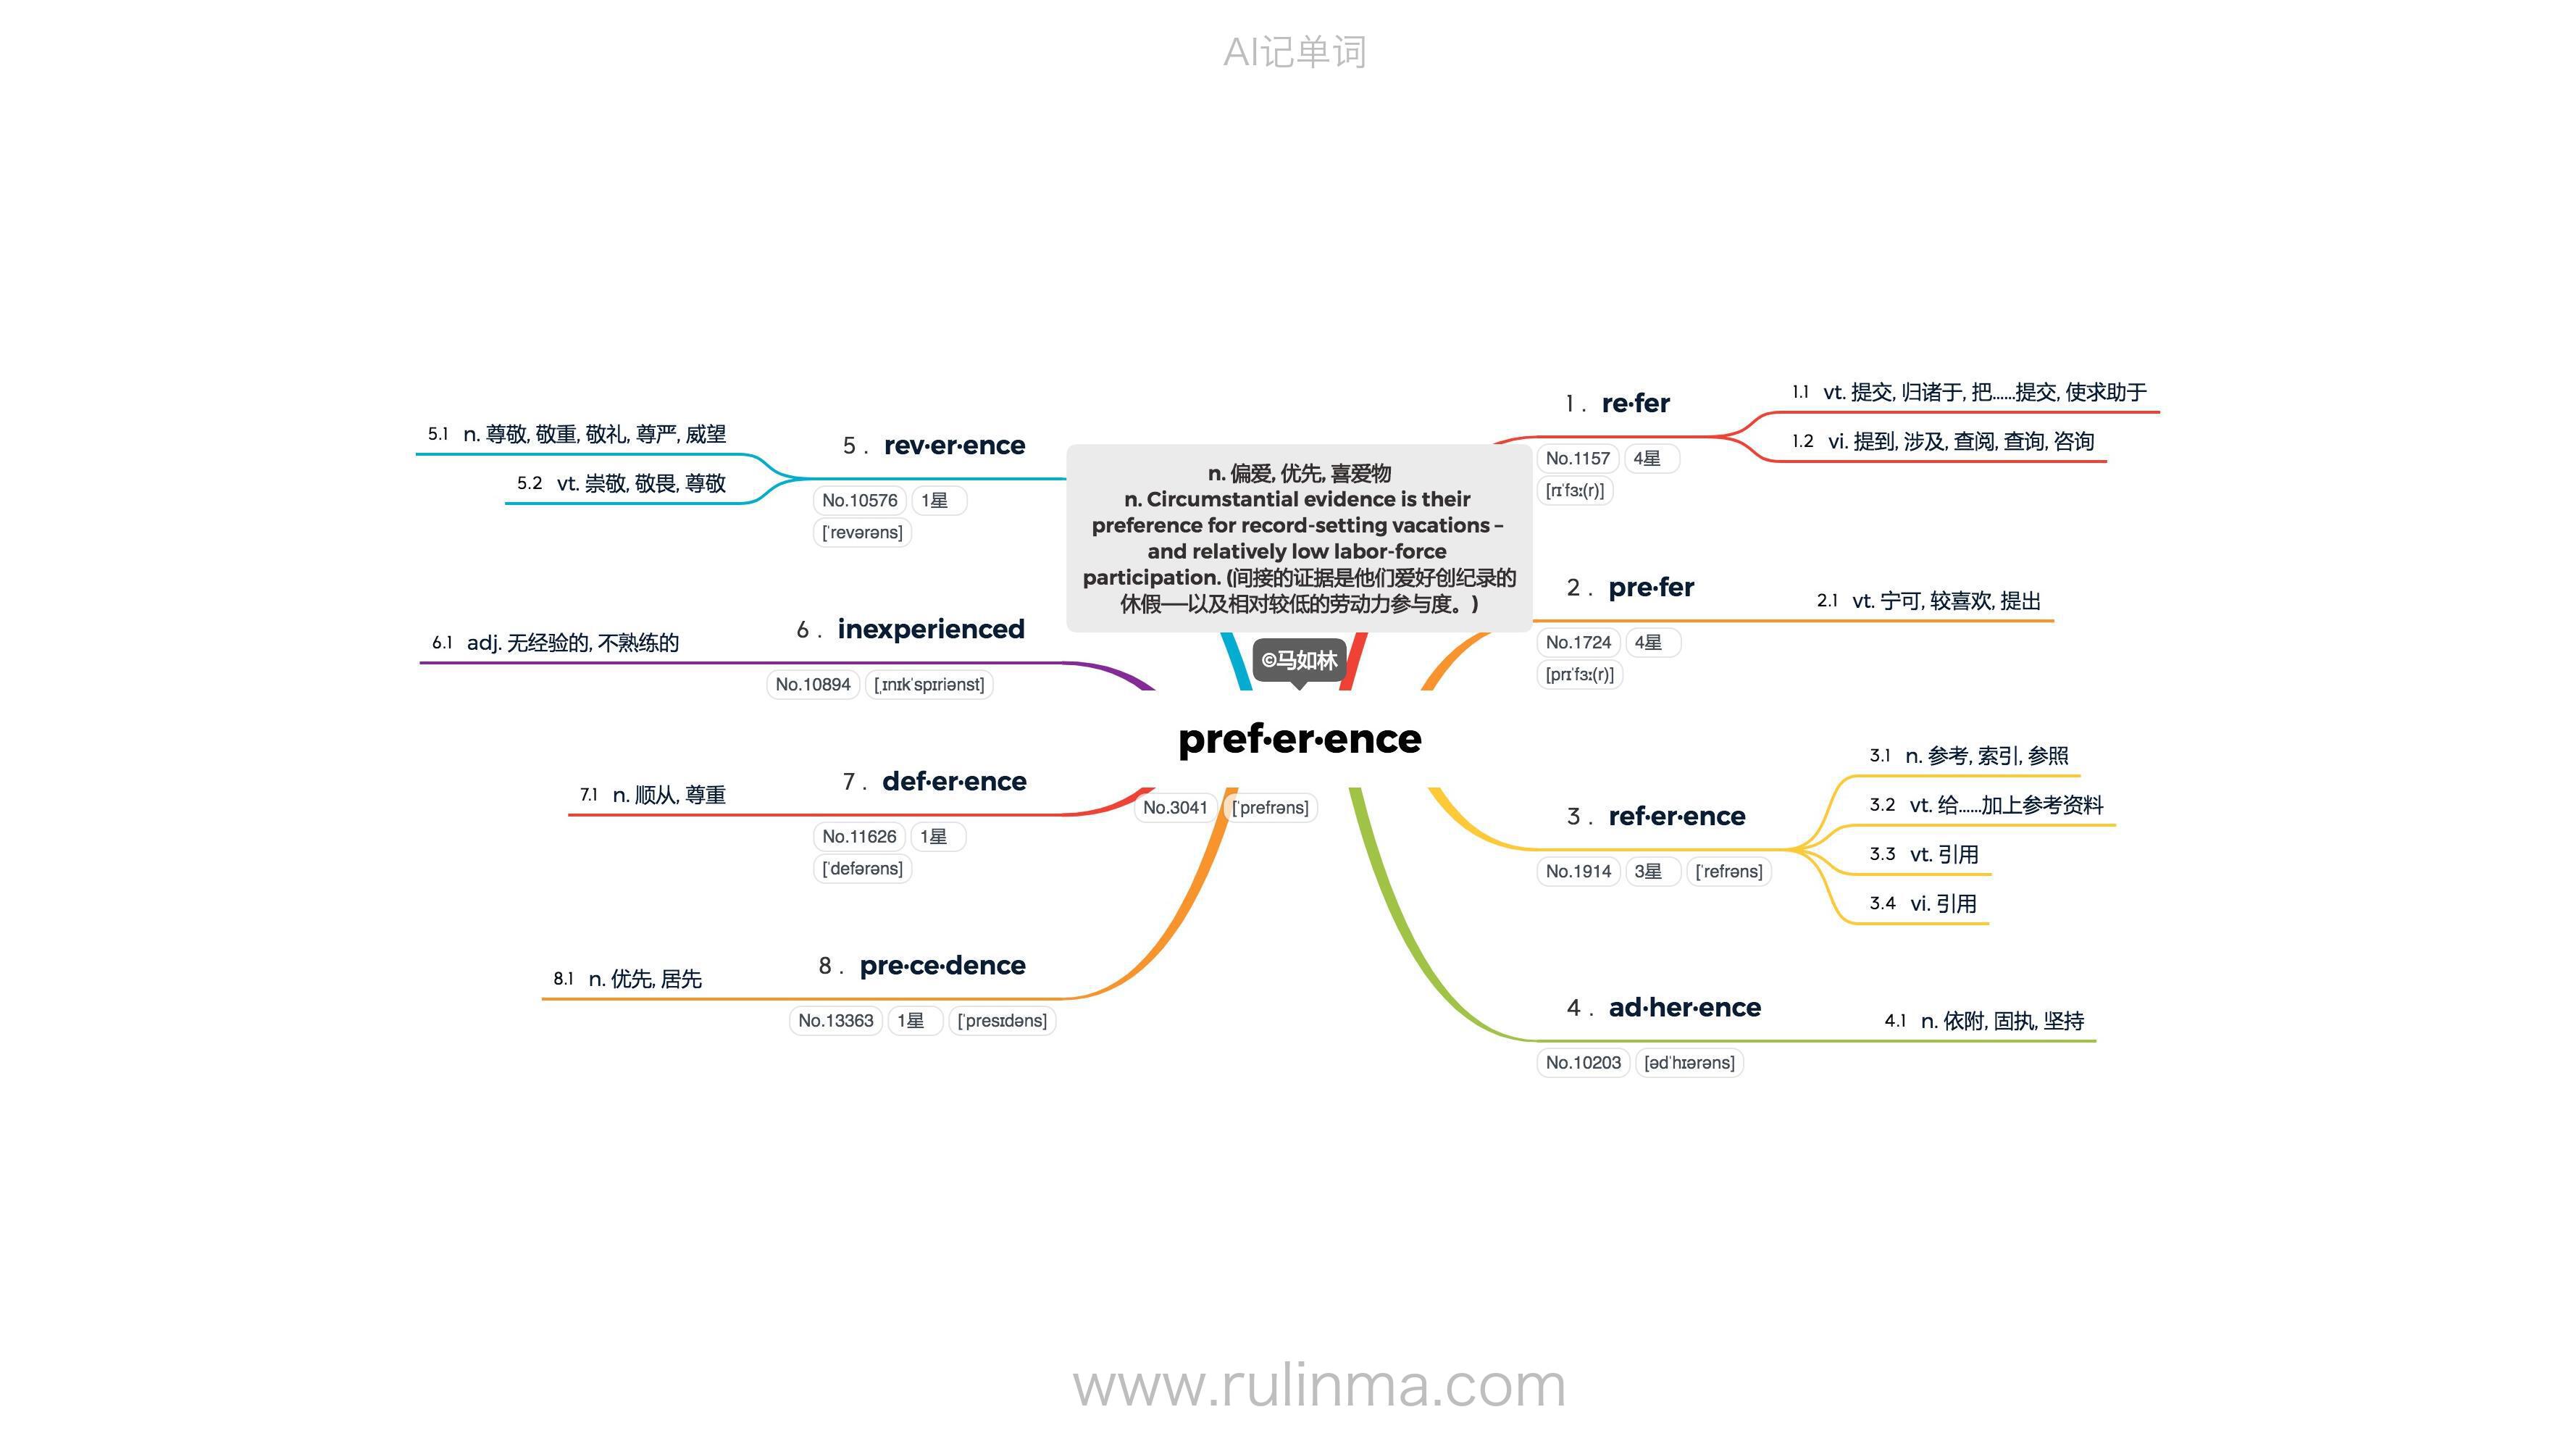 AI记单词
n. 偏爱, 优先, 喜爱物
n. Circumstantial evidence is their
preference for record-setting vacations –
and relatively low labor-force
participation. (间接的证据是他们爱好创纪录的
休假──以及相对较低的劳动力参与度。)
©马如林
pref·er·ence
No.3041 [ˈprefrəns]
1 . re·fer
No.1157 4星
[rɪˈfɜː(r)]
1.1 vt. 提交, 归诸于, 把......提交, 使求助于
1.2 vi. 提到, 涉及, 查阅, 查询, 咨询
2 . pre·fer
No.1724 4星
[prɪˈfɜː(r)]
2.1 vt. 宁可, 较喜欢, 提出
3 . ref·er·ence
No.1914 3星 [ˈrefrəns]
3.1 n. 参考, 索引, 参照
3.2 vt. 给......加上参考资料
3.3 vt. 引用
3.4 vi. 引用
4 . ad·her·ence
No.10203 [ədˈhɪərəns]
4.1 n. 依附, 固执, 坚持
5 . rev·er·ence
No.10576 1星
[ˈrevərəns]
5.1 n. 尊敬, 敬重, 敬礼, 尊严, 威望
5.2 vt. 崇敬, 敬畏, 尊敬
6 . inexperienced
No.10894 [ˌɪnɪkˈspɪriənst]
6.1 adj. 无经验的, 不熟练的
7 . def·er·ence
No.11626 1星
[ˈdefərəns]
7.1 n. 顺从, 尊重
8 . pre·ce·dence
No.13363 1星 [ˈpresɪdəns]
8.1 n. 优先, 居先
www.rulinma.com